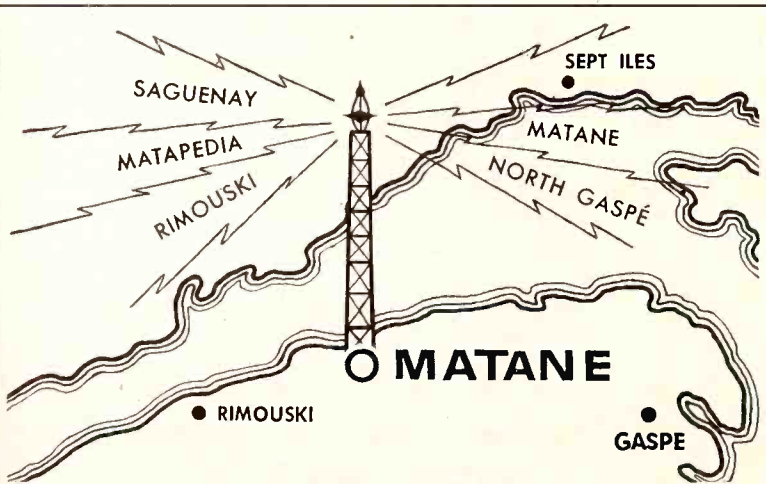 SEPT ILES
SAGUENAY
MATANE
MATAPEDIA
NORTH GASPÉ
RIMOUSKI
MATANE
RIMOUSKI
GASPE